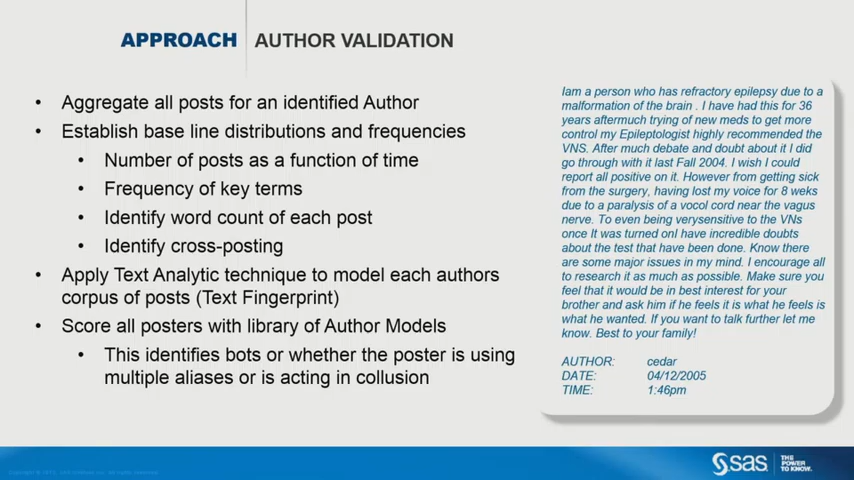 APPROACH AUTHOR VALIDATION
• Aggregate all posts for an identified Author
• Establish base line distributions and frequencies
• Number of posts as a function of time
• Frequency of key terms
• Identify word count of each post
• Identify cross-posting
• Apply Text Analytic technique to model each authors
corpus of posts (Text Fingerprint)
• Score all posters with library of Author Models
• This identifies bots or whether the poster is using
multiple aliases or is acting in collusion
Iam a person who has refractory epilepsy due to a
malformation of the brain . I have had this for 36
years aftermuch trying of new meds to get more
control my Epileptologist highly recommended the
VNS. After much debate and doubt about it I did
go through with it last Fall 2004. I wish I could
report all positive on it. However from getting sick
from the surgery, having lost my voice for 8 weks
due to a paralysis of a vocol cord near the vagus
nerve. To even being verysensitive to the VNs
once It was turned onI have incredible doubts
about the test that have been done. Know there
are some major issues in my mind. I encourage all
to research it as much as possible. Make sure you
feel that it would be in best interest for your
brother and ask him if he feels it is what he feels is
what he wanted. If you want to talk further let me
know. Best to your family!
AUTHOR: cedar
DATE: 04/12/2005
TIME: 1:46pm
sas THE
POWER
TO KNOW.